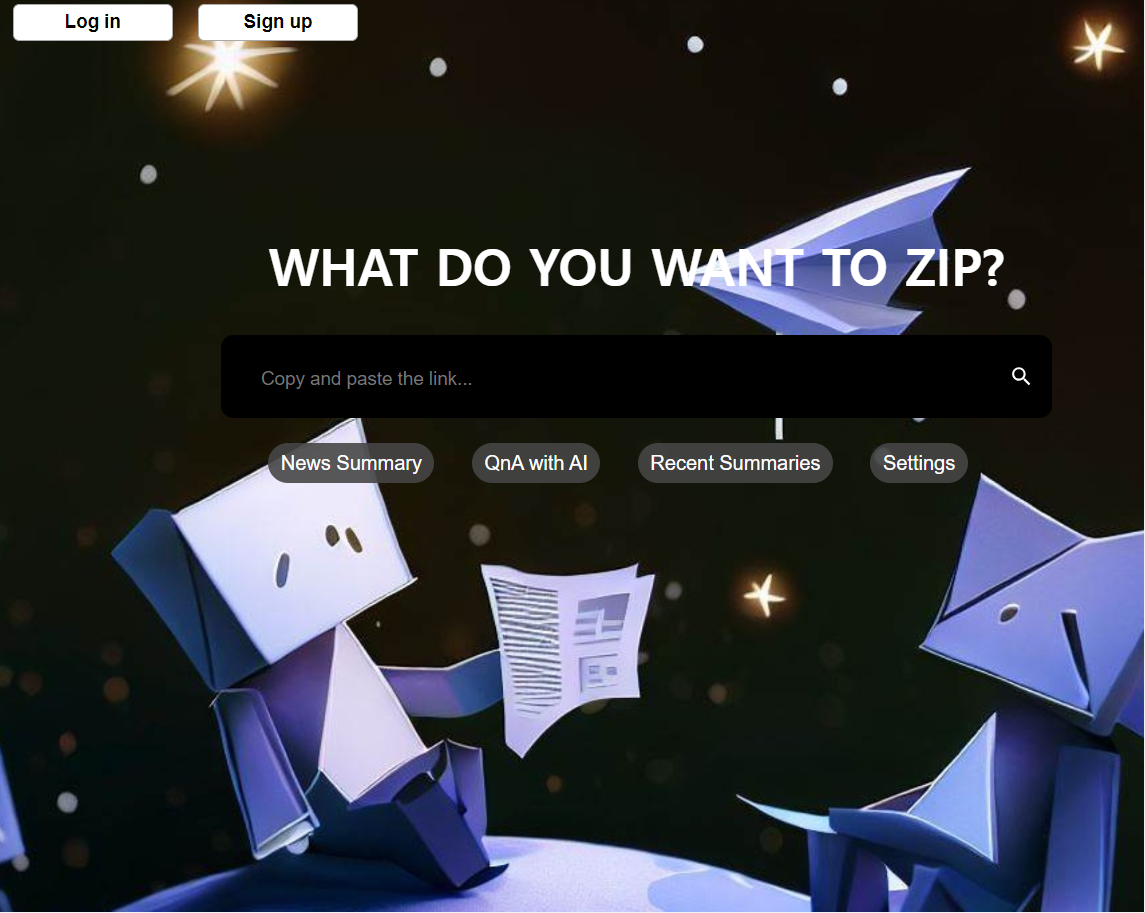 Log in
Sign up
WHAT DO YOU WANT TO ZIP?
Copy and paste the link...
News Summary
QnA with AI
Recent Summaries
Settings